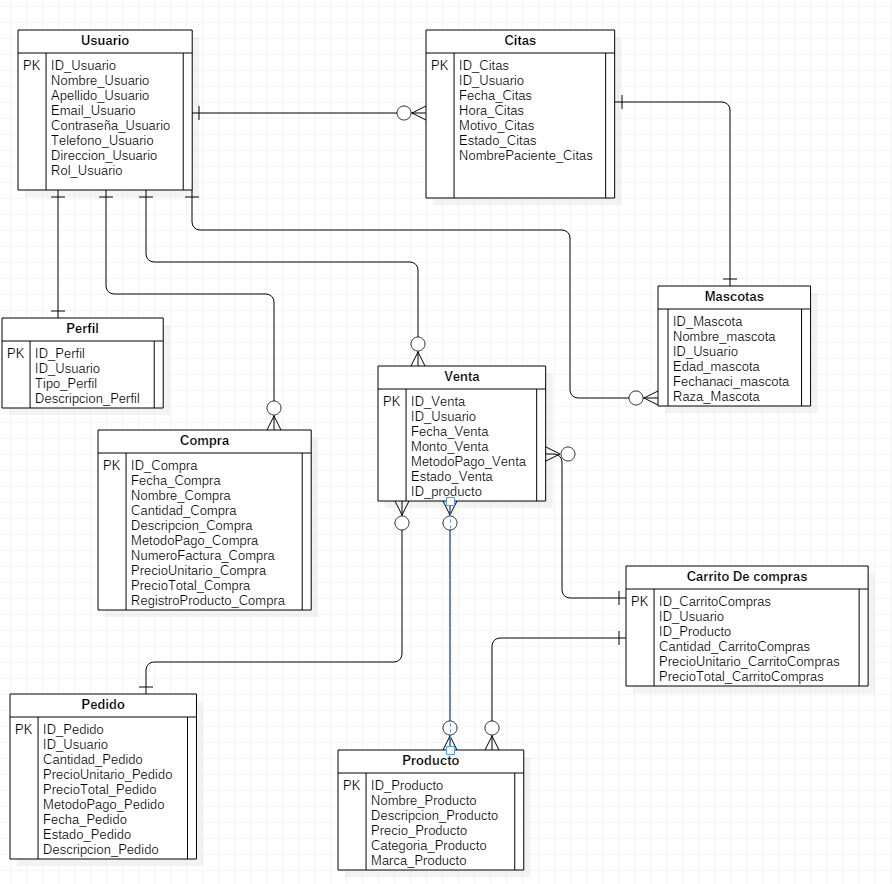 Usuario
PK
ID_Usuario
Nombre_Usuario
Apellido_Usuario
Email_Usuario
Contraseña_Usuario
Telefono_Usuario
Direccion_Usuario
Rol_Usuario
Citas
PK
ID_Citas
ID_Usuario
Fecha_Citas
Hora_Citas
Motivo_Citas
Estado_Citas
NombrePaciente_Citas
Mascotas
ID_Mascota
Nombre_mascota
ID_Usuario
Edad_mascota
Fechanaci_mascota
Raza_Mascota
Perfil
PK
ID_Perfil
ID_Usuario
Tipo_Perfil
Descripcion_Perfil
Venta
PK
ID_Venta
ID_Usuario
Fecha_Venta
Monto_Venta
MetodoPago_Venta
Estado_Venta
ID_producto
Compra
PK
ID_Compra
Fecha_Compra
Nombre_Compra
Cantidad_Compra
Descripcion_Compra
MetodoPago_Compra
NumeroFactura_Compra
PrecioUnitario_Compra
PrecioTotal_Compra
RegistroProducto_Compra
Carrito De compras
PK
ID_CarritoCompras
ID_Usuario
ID_Producto
Cantidad_CarritoCompras
PrecioUnitario_CarritoCompras
PrecioTotal_CarritoCompras
Pedido
PK
ID_Pedido
ID_Usuario
Cantidad_Pedido
PrecioUnitario_Pedido
PrecioTotal_Pedido
MetodoPago_Pedido
Fecha_Pedido
Estado_Pedido
Descripcion_Pedido
Producto
PK
ID_Producto
Nombre_Producto
Descripcion_Producto
Precio_Producto
Categoria_Producto
Marca_Producto